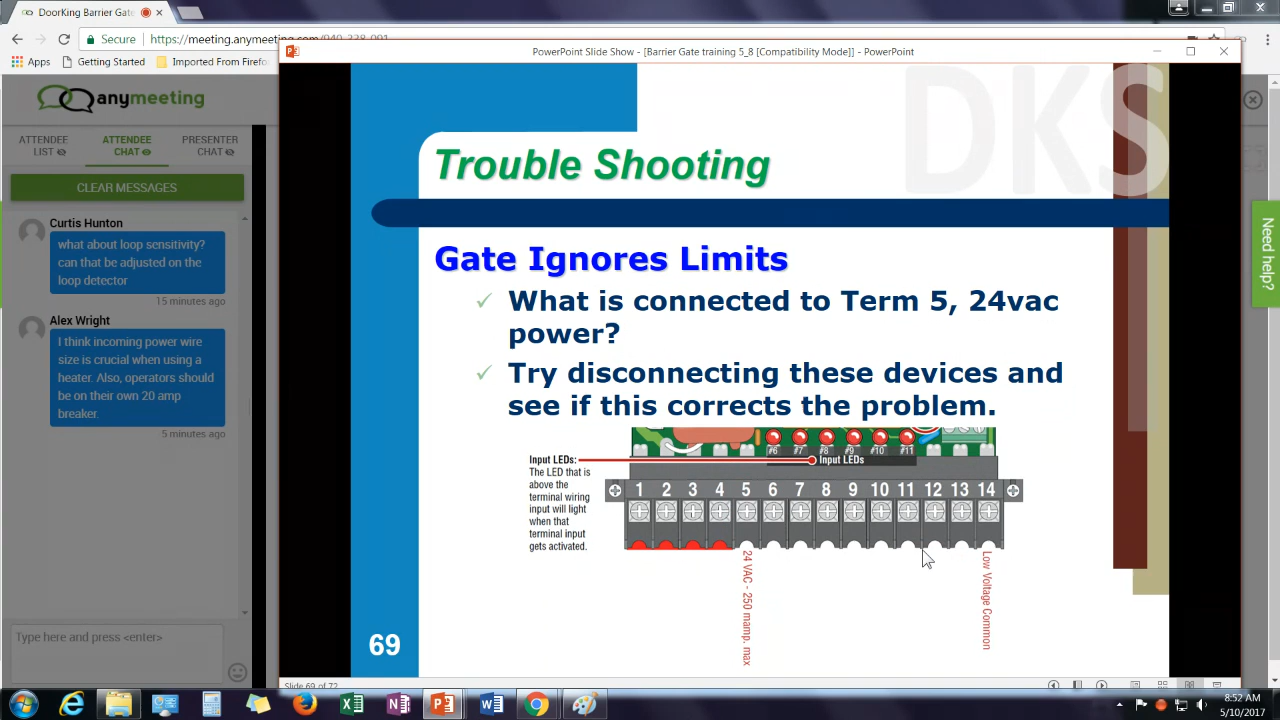 DoorKing Barrier Gate
Secure
https://meeting.anymeeting.com/040-338-091
Apps
Getting Started
Imported From Firefo
PowerPoint Slide Show - [Barrier Gate training 5_8 [Compatibility Mode]] - PowerPoint
anymeeting
ATTENDEE LIST
ATTENDEE CHAT
PRESENTER CHAT
CLEAR MESSAGES
Curtis Hunton
what about loop sensitivity?
can that be adjusted on the
loop detector
15 minutes ago
Alex Wright
I think incoming power wire
size is crucial when using a
heater. Also, operators should
be on their own 20 amp
breaker.
5 minutes ago
Type here and press <enter>
DKS
Trouble Shooting
Gate Ignores Limits
What is connected to Term 5, 24vac
power?
Try disconnecting these devices and
see if this corrects the problem.
#6 #7 #8 #9 #10 #11
Input LEDs:
Input LEDs
The LED that is
above the
terminal wiring
input will light
when that
terminal input
gets activated.
1 2 3 4 5 6 7 8 9 10 11 12 13 14
24 VAC - 250 mamp. max
Low Voltage Common
69
Slide 69 of 72
Need help?
8:52 AM
5/10/2017